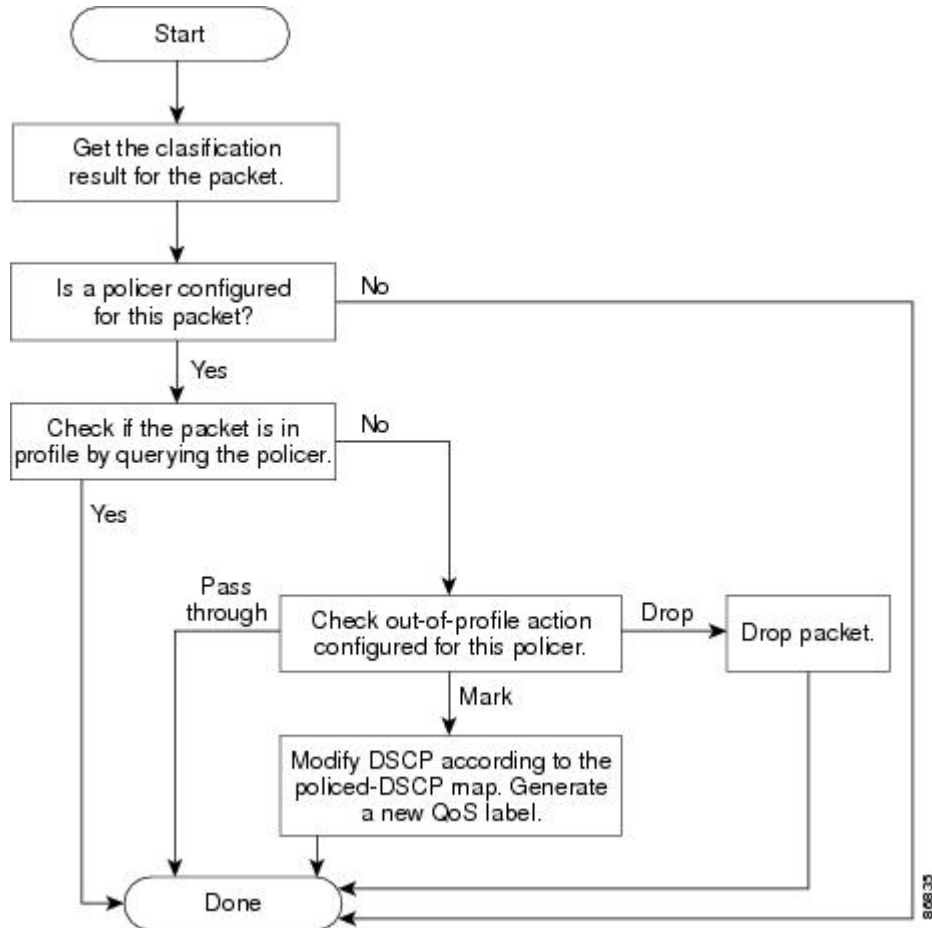 Start
Get the clasification
result for the packet.
Is a policer configured
for this packet?
No
Yes
Check if the packet is in
profile by querying the policer.
No
Yes
Pass
through
Check out-of-profile action
configured for this policer.
Drop
Drop packet.
Mark
Modify DSCP according to the
policed-DSCP map. Generate
a new QoS label.
Done
86835